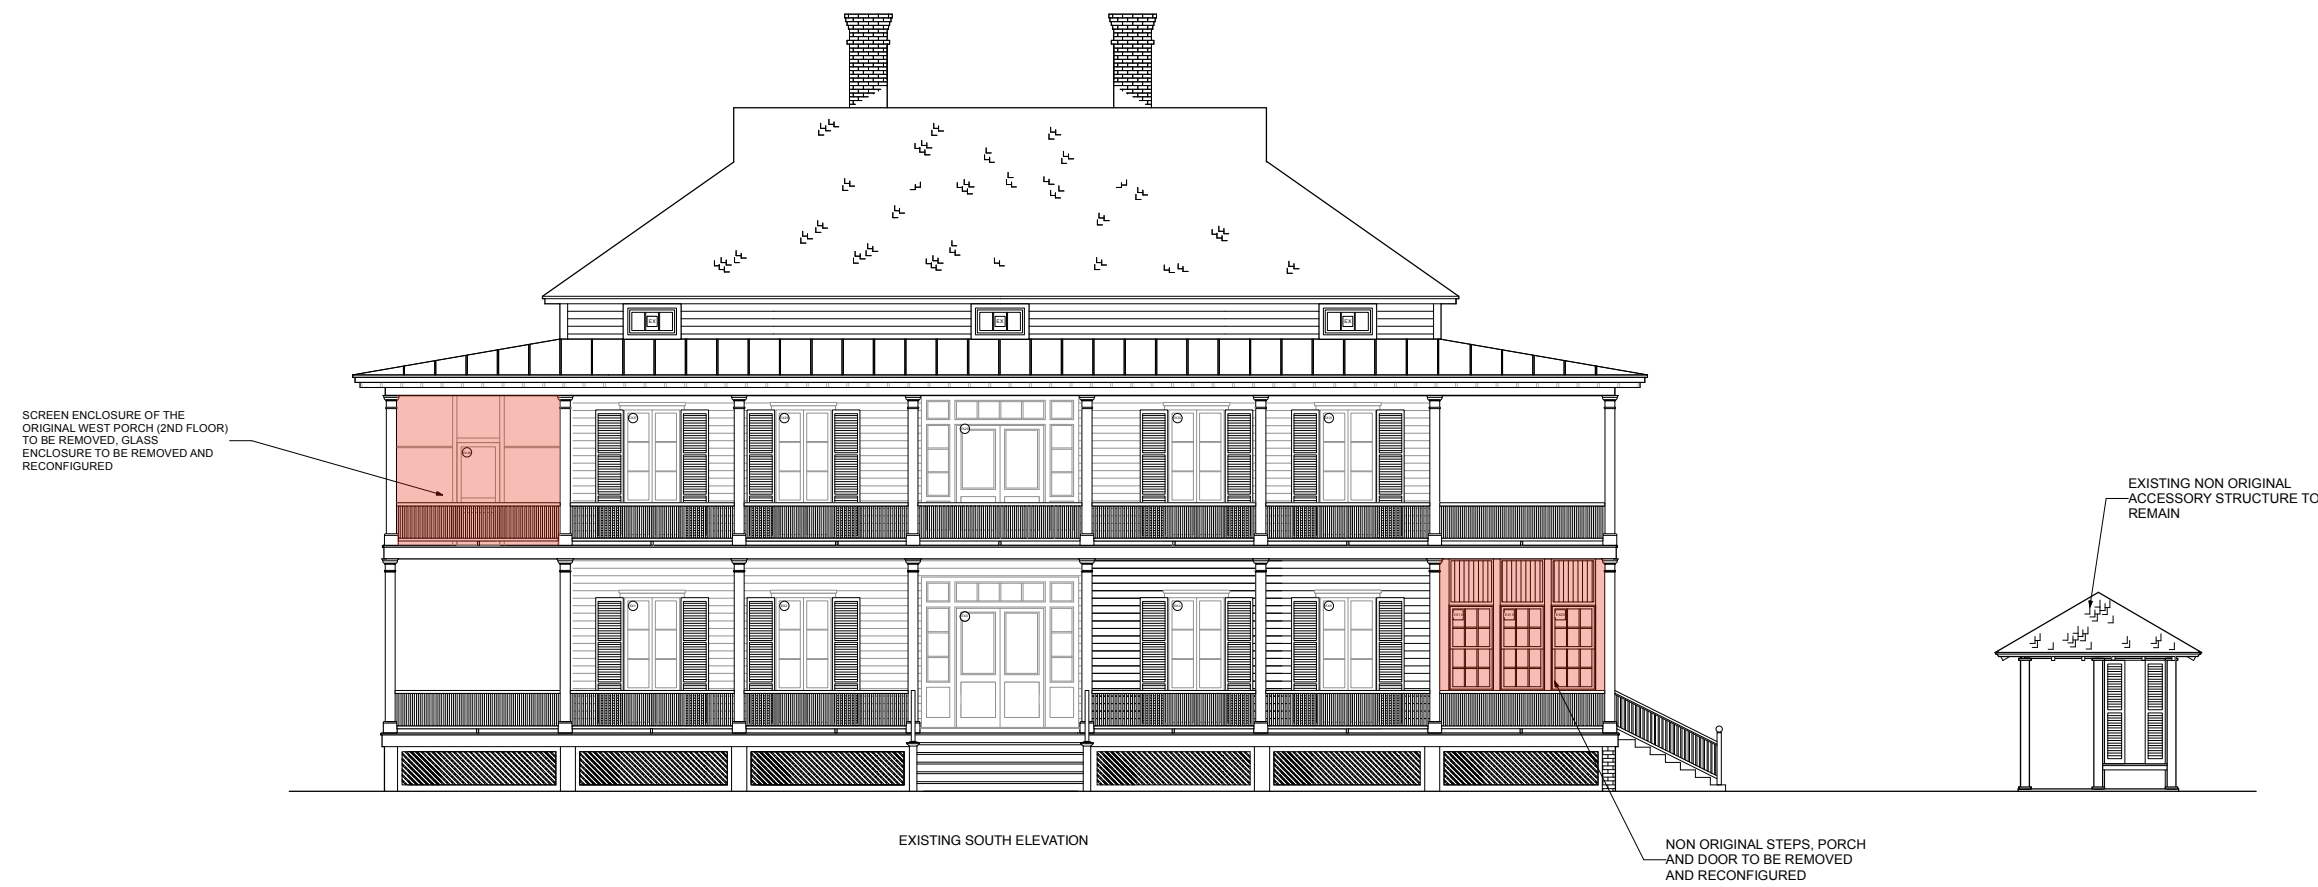 SCREEN ENCLOSURE OF THE
ORIGINAL WEST PORCH (2ND FLOOR)
TO BE REMOVED, GLASS
ENCLOSURE TO BE REMOVED AND
RECONFIGURED
EXISTING NON ORIGINAL
ACCESSORY STRUCTURE TO
REMAIN
EXISTING SOUTH ELEVATION
NON ORIGINAL STEPS, PORCH
AND DOOR TO BE REMOVED
AND RECONFIGURED